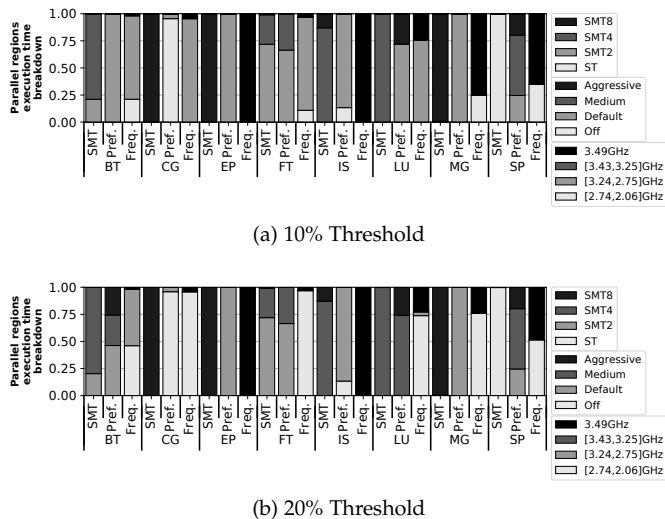 Parallel regions
execution time
breakdown
1.00
0.75
0.50
0.25
0.00
SMT Pref. Freq. SMT Pref. Freq. SMT Pref. Freq. SMT Pref. Freq. SMT Pref. Freq. SMT Pref. Freq. SMT Pref. Freq. SMT Pref. Freq.
BT CG EP FT IS LU MG SP
SMT8
SMT4
SMT2
ST
Aggressive
Medium
Default
Off
3.49GHz
[3.43,3.25]GHz
[3.24,2.75]GHz
[2.74,2.06]GHz
(a) 10% Threshold
Parallel regions
execution time
breakdown
1.00
0.75
0.50
0.25
0.00
SMT Pref. Freq. SMT Pref. Freq. SMT Pref. Freq. SMT Pref. Freq. SMT Pref. Freq. SMT Pref. Freq. SMT Pref. Freq. SMT Pref. Freq.
BT CG EP FT IS LU MG SP
SMT8
SMT4
SMT2
ST
Aggressive
Medium
Default
Off
3.49GHz
[3.43,3.25]GHz
[3.24,2.75]GHz
[2.74,2.06]GHz
(b) 20% Threshold